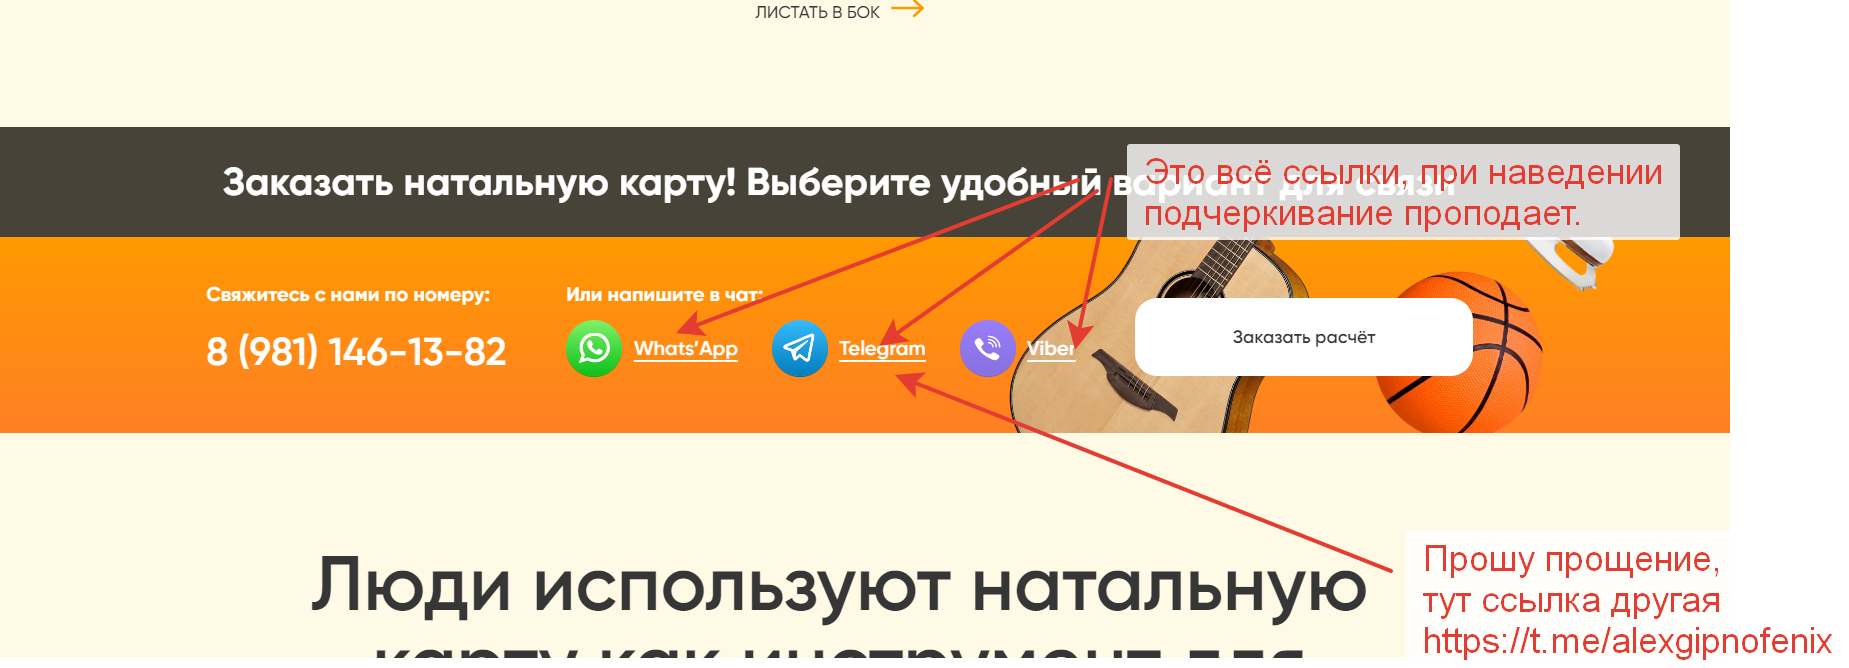 ЛИСТАТЬ В БОК
Заказать натальную карту! Выберите удобный вариант для связи
Это всё ссылки, при наведении
подчеркивание проподает.
Свяжитесь с нами по номеру:
8 (981) 146-13-82
Или напишите в чат:
Whats’App
Telegram
Viber
Заказать расчёт
Прошу прощение,
тут ссылка другая
https://t.me/alexgipnofenix
Люди используют натальную
карту как инструмент для